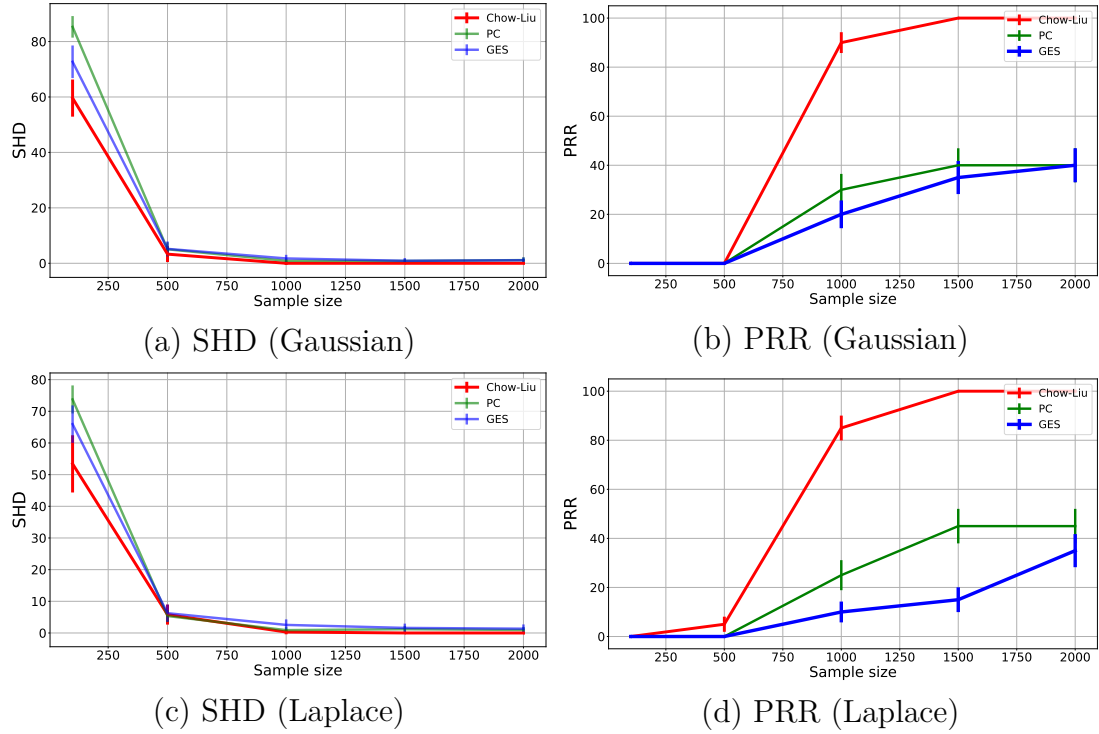 80
60
40
20
0
SHD
250 500 750 1000 1250 1500 1750 2000
Sample size
Chow-Liu
PC
GES
(a) SHD (Gaussian)
100
80
60
40
20
0
PRR
250 500 750 1000 1250 1500 1750 2000
Sample size
Chow-Liu
PC
GES
(b) PRR (Gaussian)
80
70
60
50
40
30
20
10
0
SHD
250 500 750 1000 1250 1500 1750 2000
Sample size
Chow-Liu
PC
GES
(c) SHD (Laplace)
100
80
60
40
20
0
PRR
250 500 750 1000 1250 1500 1750 2000
Sample size
Chow-Liu
PC
GES
(d) PRR (Laplace)